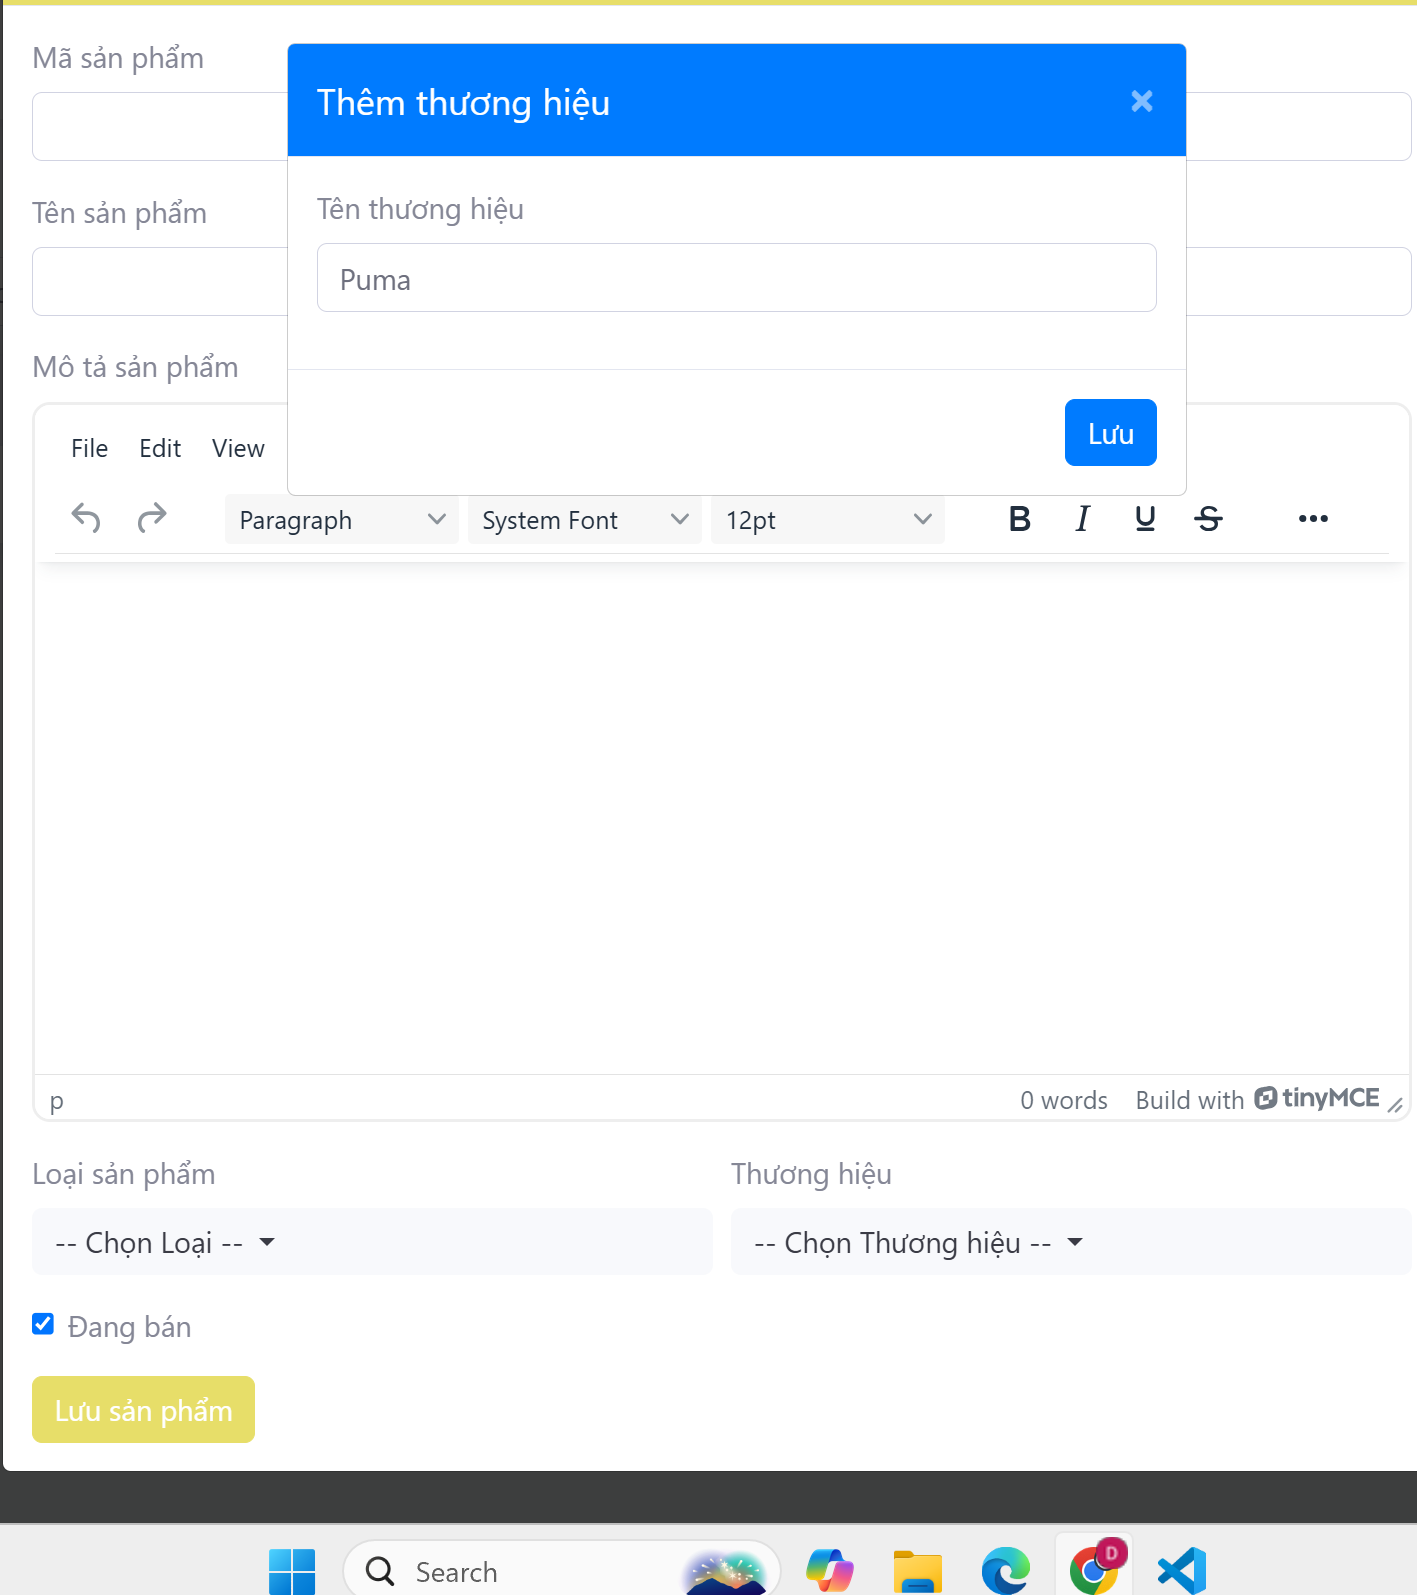 Mã sản phẩm
Thêm thương hiệu
×
Tên thương hiệu
Tên sản phẩm
Puma
Mô tả sản phẩm
Lưu
File Edit View
Paragraph System Font 12pt B I U S
p 0 words Build with tinyMCE
Loại sản phẩm Thương hiệu
-- Chọn Loại -- -- Chọn Thương hiệu --
Đang bán
Lưu sản phẩm
Search
D